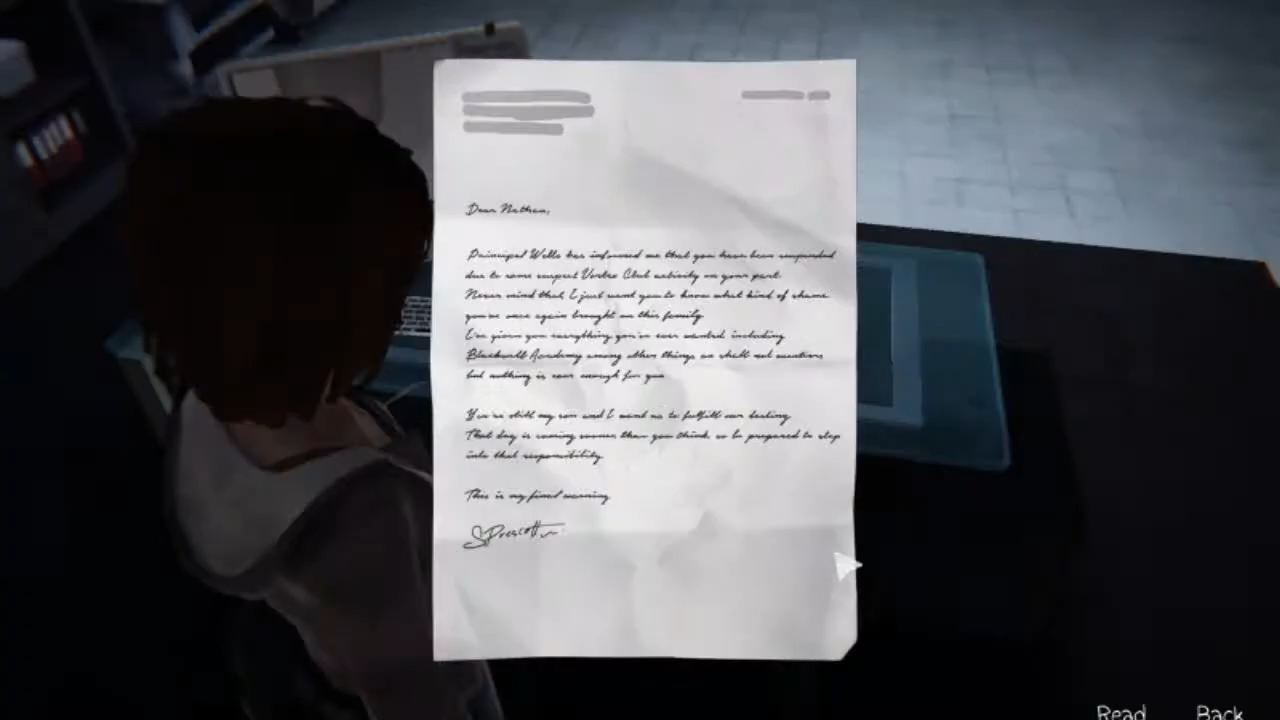 Dear Nathan,
Principal Wells has informed me that you have been suspended
due to some suspect Vortex Club activity on your part.
Never mind that, I just want you to know what kind of shame
you've once again brought on this family.
I've given you everything you've ever wanted including
Blackwell Academy among other things we shall not mention,
but nothing is ever enough for you.
You're still my son and I want us to fulfill our destiny.
That day is coming sooner than you think so be prepared to step
into that responsibility.
This is my final warning
SPrescott
Read Back